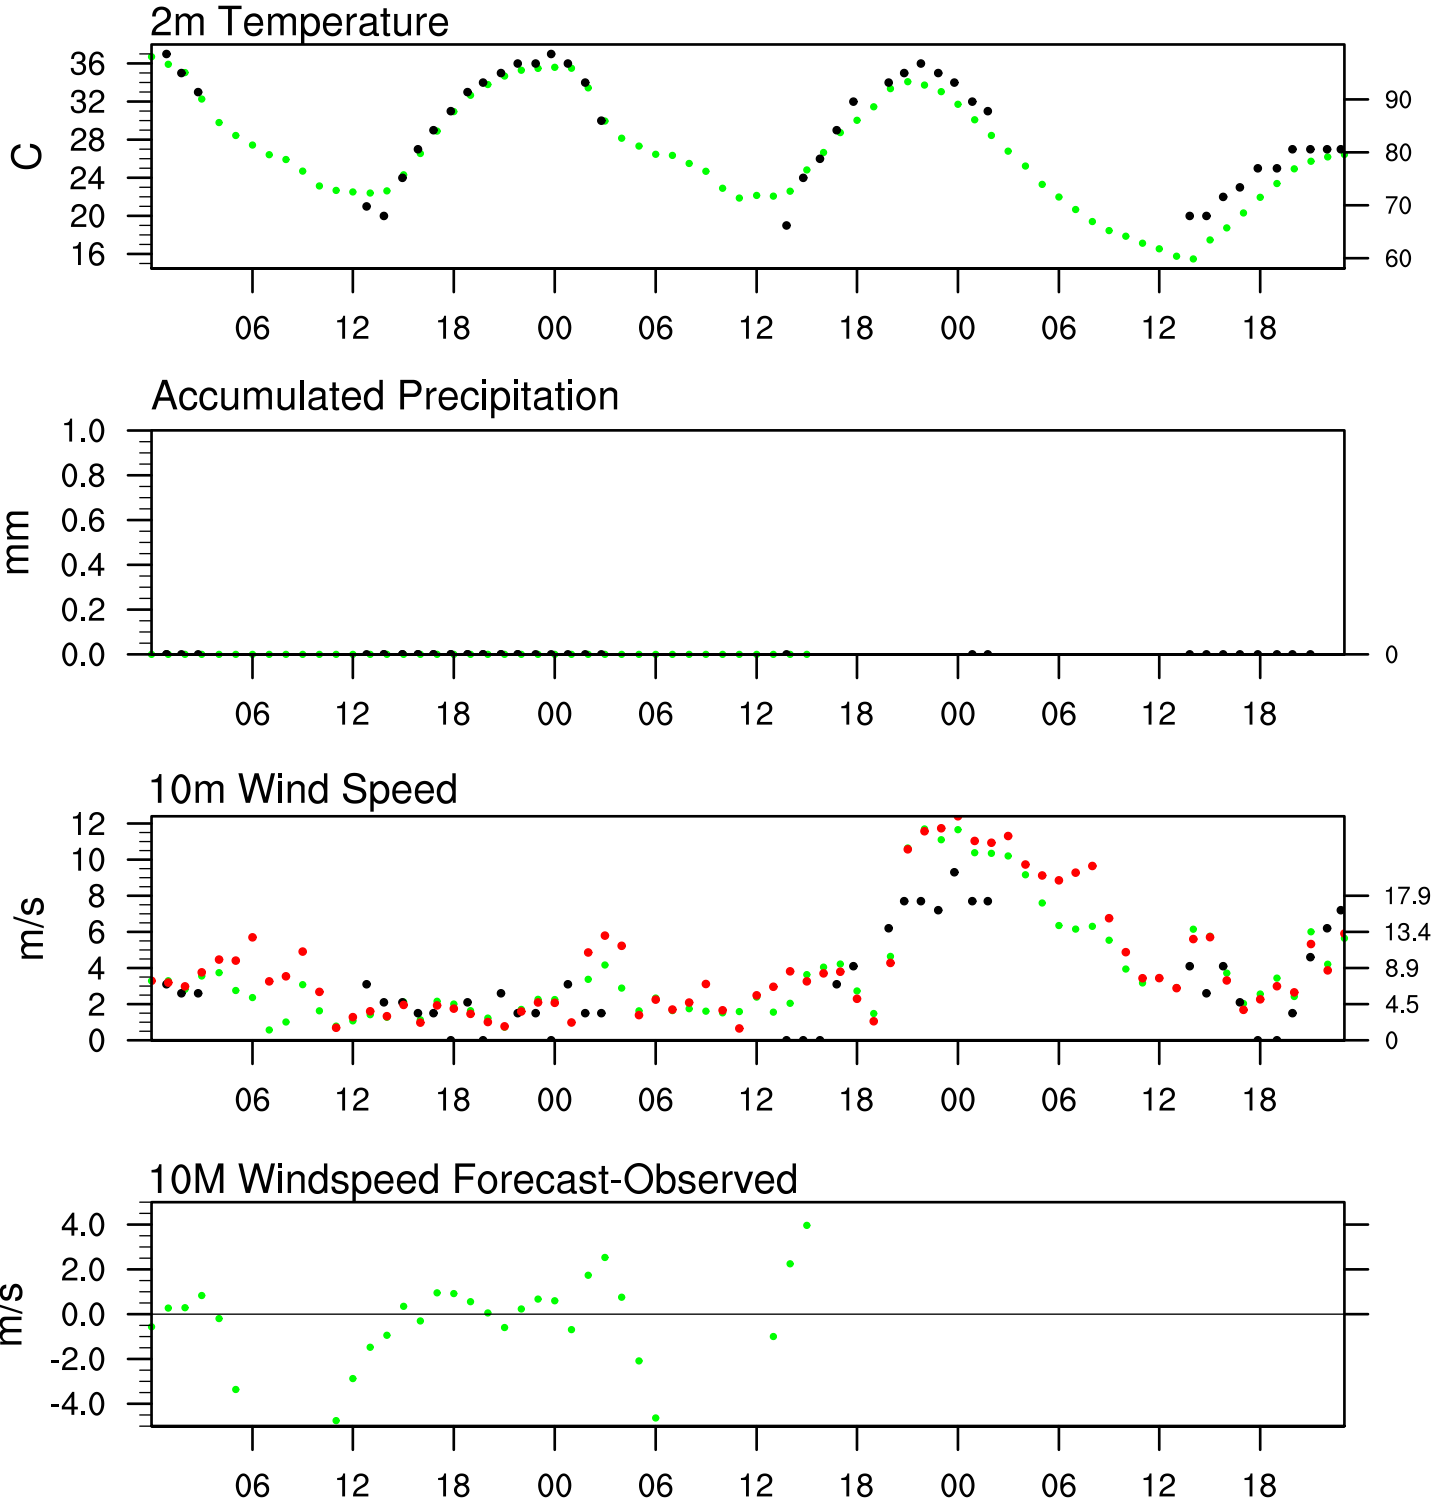 2m Temperature
36
32
28
24
20
16
C
90
80
70
60
06 12 18 00 06 12 18 00 06 12 18
Accumulated Precipitation
1.0
0.8
0.6
0.4
0.2
0.0
mm
0
06 12 18 00 06 12 18 00 06 12 18
10m Wind Speed
12
10
8
6
4
2
0
m/s
17.9
13.4
8.9
4.5
0
06 12 18 00 06 12 18 00 06 12 18
10M Windspeed Forecast-Observed
4.0
2.0
0.0
-2.0
-4.0
m/s
06 12 18 00 06 12 18 00 06 12 18